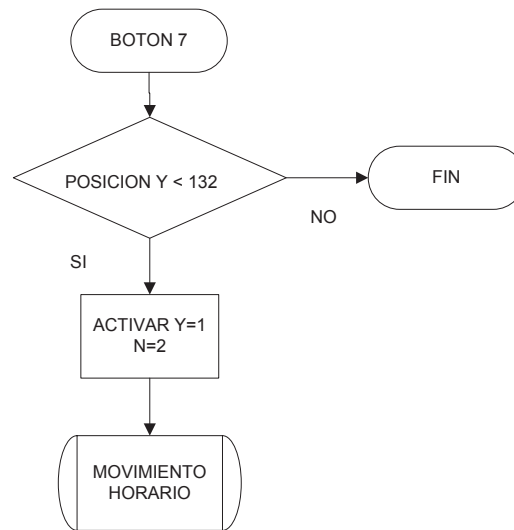 BOTON 7
POSICION Y < 132
FIN
NO
SI
ACTIVAR Y=1
N=2
MOVIMIENTO
HORARIO